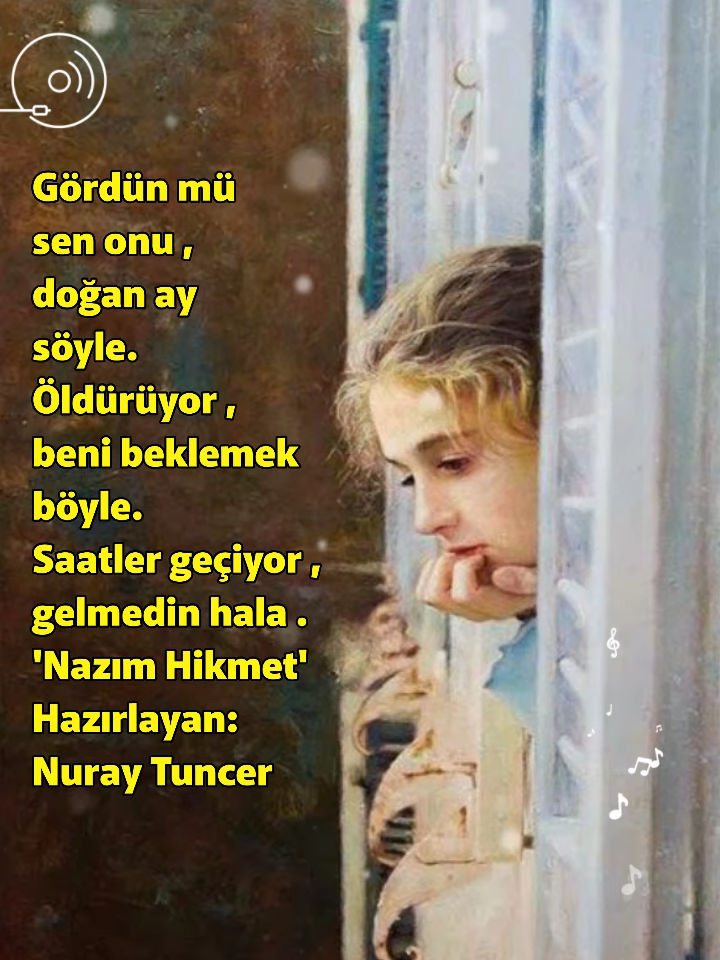 Gördün mü
sen onu ,
doğan ay
söyle.
Öldürüyor ,
beni beklemek
böyle.
Saatler geçiyor ,
gelmedin hala .
'Nazım Hikmet'
Hazırlayan:
Nuray Tuncer